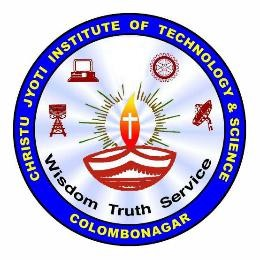 CHRISTU JYOTI INSTITUTE OF TECHNOLOGY & SCIENCE
Wisdom Truth Service
COLOMBONAGAR